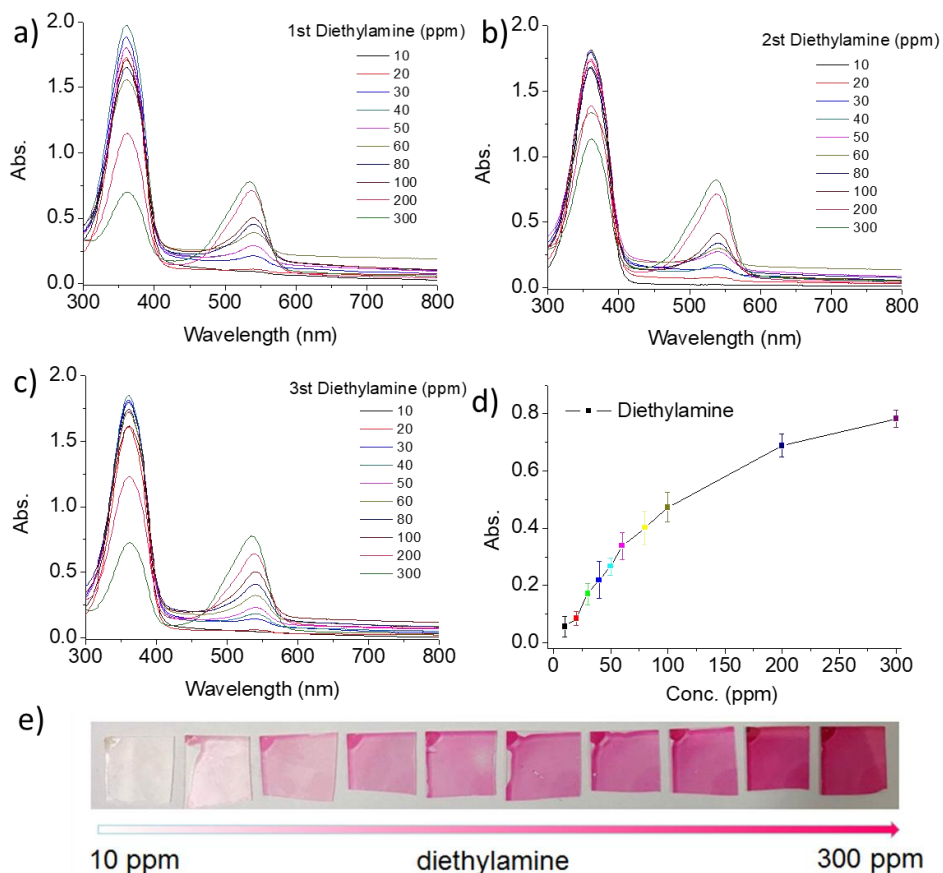 a)
1st Diethylamine (ppm)
10
20
30
40
50
60
80
100
200
300
Abs.
2.0
1.5
1.0
0.5
0.0
300 400 500 600 700 800
Wavelength (nm)
b)
2st Diethylamine (ppm)
10
20
30
40
50
60
80
100
200
300
Abs.
2.0
1.5
1.0
0.5
0.0
300 400 500 600 700 800
Wavelength (nm)
c)
3st Diethylamine (ppm)
10
20
30
40
50
60
80
100
200
300
Abs.
2.0
1.5
1.0
0.5
0.0
300 400 500 600 700 800
Wavelength (nm)
d)
Diethylamine
Abs.
0.8
0.6
0.4
0.2
0.0
0 50 100 150 200 250 300
Conc. (ppm)
e)
10 ppm diethylamine 300 ppm